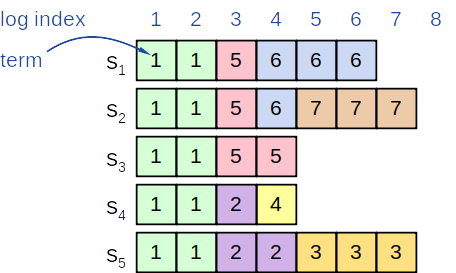 log index 1 2 3 4 5 6 7 8
term
S1 1 1 5 6 6 6
S2 1 1 5 6 7 7 7
S3 1 1 5 5
S4 1 1 2 4
S5 1 1 2 2 3 3 3